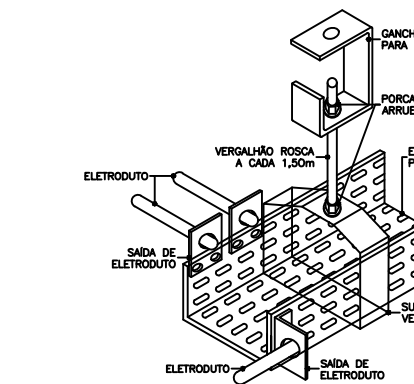 GANCH
PARA
PORCA
ARRUE
VERGALHÃO ROSCA
A CADA 1,50m
E
P
ELETRODUTO
SAÍDA DE
ELETRODUTO
SU
VE
ELETRODUTO
SAÍDA DE
ELETRODUTO